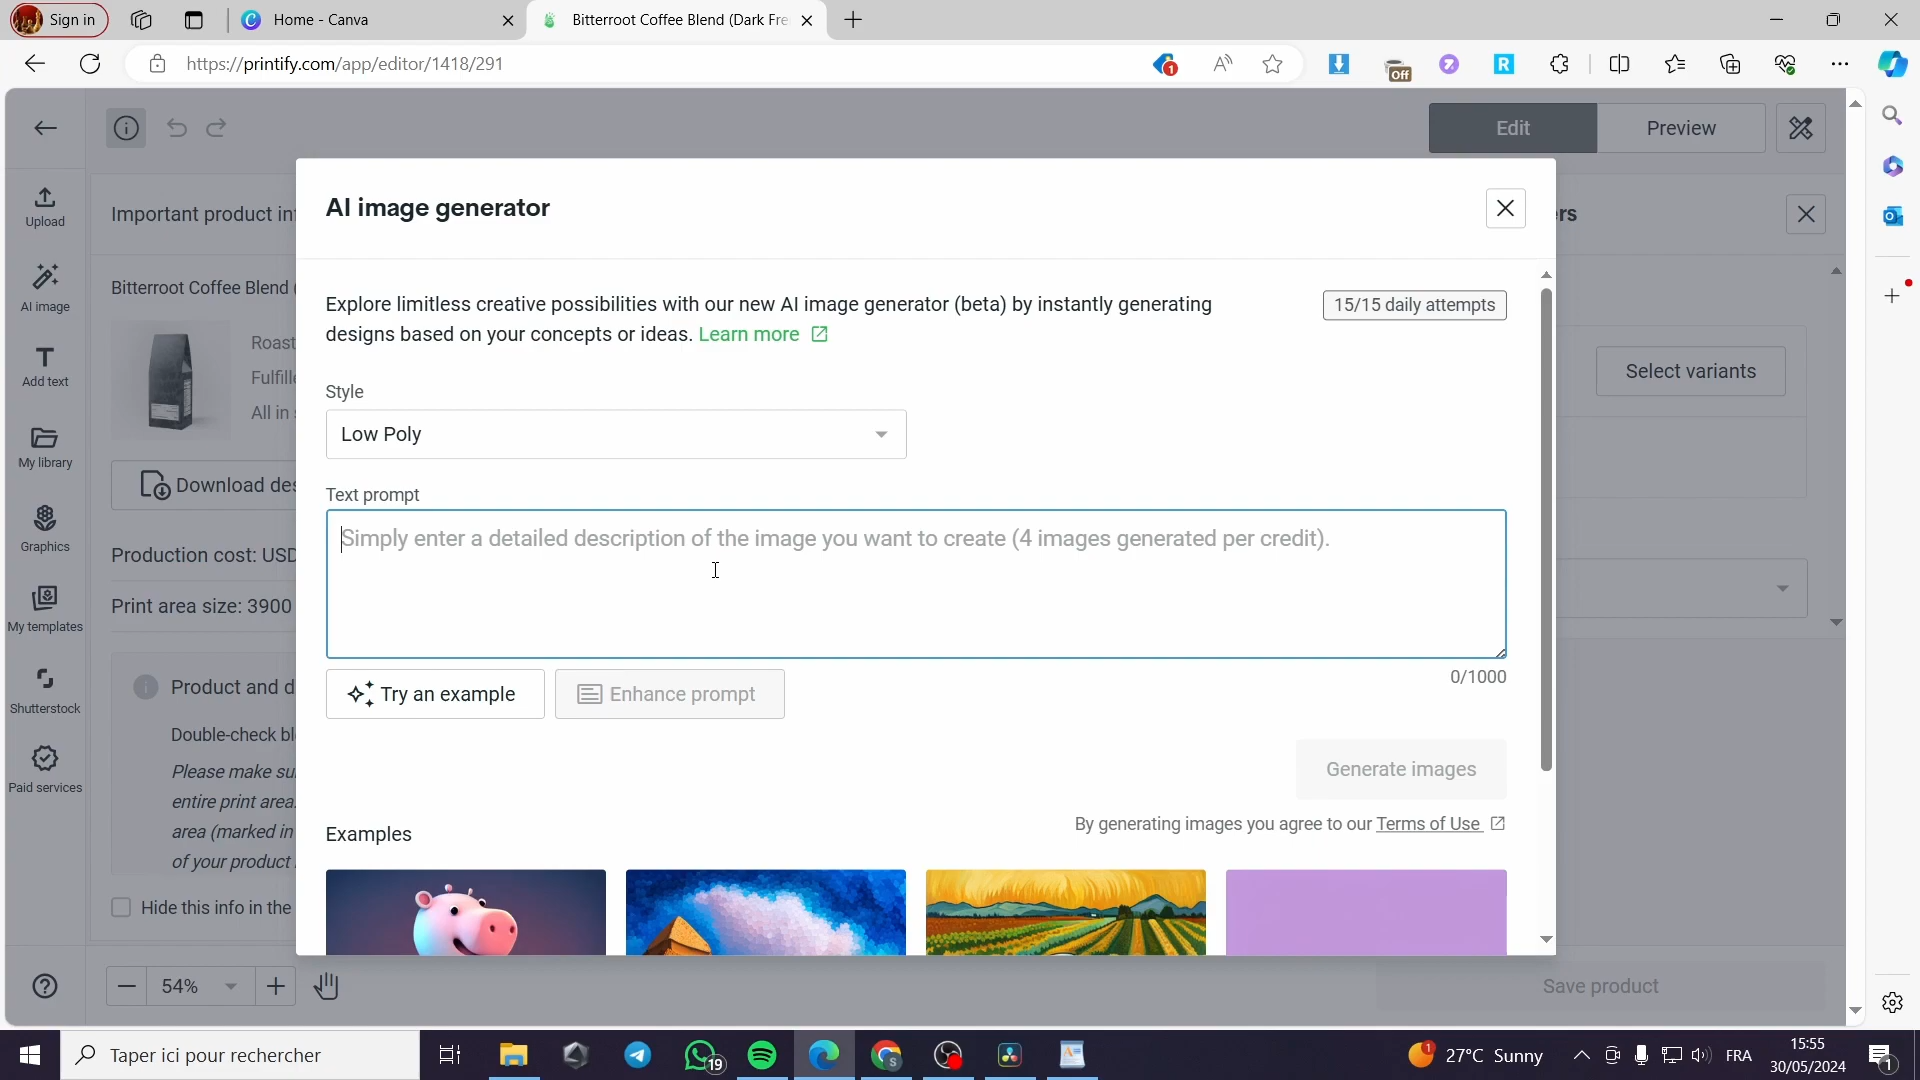 Sign in
Home - Canva
Bitterroot Coffee Blend (Dark Fre
https://printify.com/app/editor/1418/291
1
Off
R
Edit
Preview
Upload
AI image
Add text
My library
Graphics
My templates
Shutterstock
Paid services
Important product in
Bitterroot Coffee Blend (
Roast
Fulfille
All in s
Download des
Production cost: USD
Print area size: 3900
Product and d
Double-check bl
Please make su
entire print area.
area (marked in
of your product
Hide this info in the
54%
AI image generator
Explore limitless creative possibilities with our new AI image generator (beta) by instantly generating
designs based on your concepts or ideas. Learn more
15/15 daily attempts
Style
Low Poly
Text prompt
Simply enter a detailed description of the image you want to create (4 images generated per credit).
0/1000
Try an example
Enhance prompt
Generate images
By generating images you agree to our Terms of Use
Examples
rs
Select variants
Save product
Taper ici pour rechercher
19
S
1
27°C Sunny
FRA
15:55
30/05/2024
1